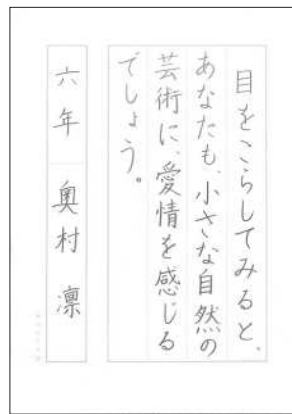 目をこらしてみると、
あなたも、小さな自然の
芸術に、愛情を感じる
でしょう。
六年 奥村 凛